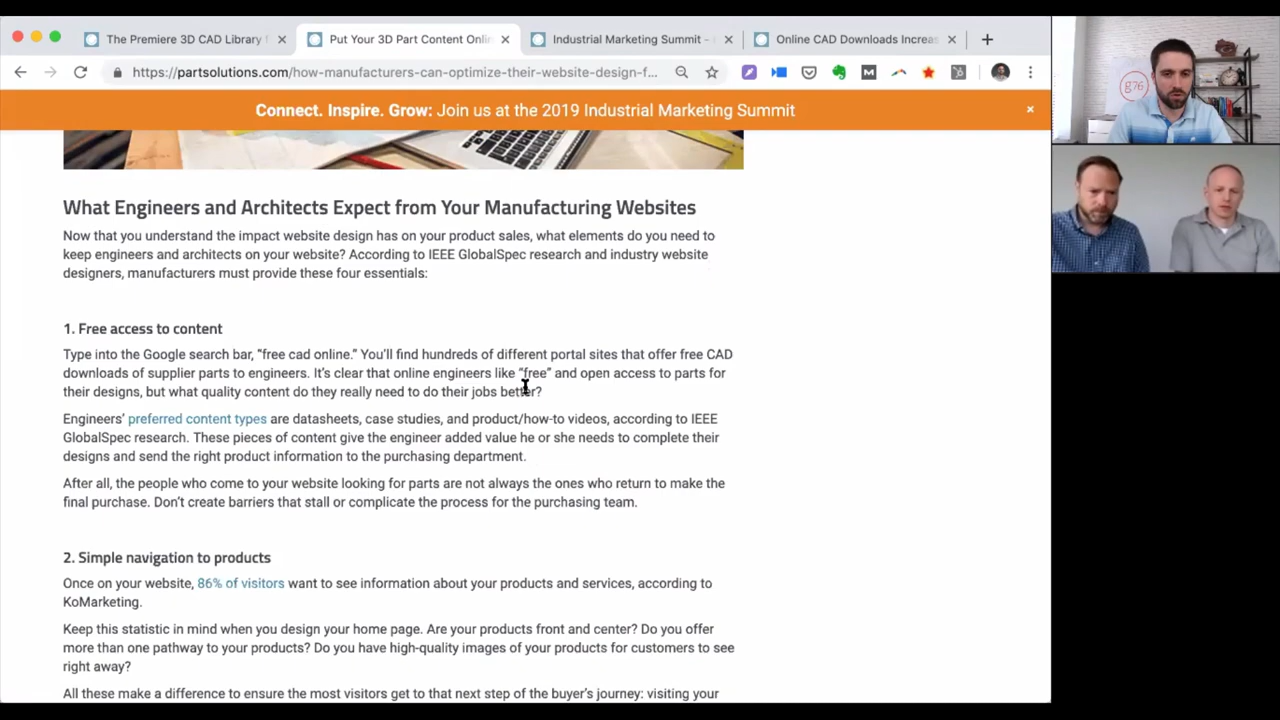 The Premiere 3D CAD Library f
Put Your 3D Part Content Onlin
Industrial Marketing Summit -
Online CAD Downloads Increas
https://partsolutions.com/how-manufacturers-can-optimize-their-website-design-f...
Connect. Inspire. Grow: Join us at the 2019 Industrial Marketing Summit
g76
What Engineers and Architects Expect from Your Manufacturing Websites
Now that you understand the impact website design has on your product sales, what elements do you need to
keep engineers and architects on your website? According to IEEE GlobalSpec research and industry website
designers, manufacturers must provide these four essentials:
1. Free access to content
Type into the Google search bar, “free cad online.” You’ll find hundreds of different portal sites that offer free CAD
downloads of supplier parts to engineers. It’s clear that online engineers like “free” and open access to parts for
their designs, but what quality content do they really need to do their jobs better?
Engineers’ preferred content types are datasheets, case studies, and product/how-to videos, according to IEEE
GlobalSpec research. These pieces of content give the engineer added value he or she needs to complete their
designs and send the right product information to the purchasing department.
After all, the people who come to your website looking for parts are not always the ones who return to make the
final purchase. Don’t create barriers that stall or complicate the process for the purchasing team.
2. Simple navigation to products
Once on your website, 86% of visitors want to see information about your products and services, according to
KoMarketing.
Keep this statistic in mind when you design your home page. Are your products front and center? Do you offer
more than one pathway to your products? Do you have high-quality images of your products for customers to see
right away?
All these make a difference to ensure the most visitors get to that next step of the buyer’s journey: visiting your